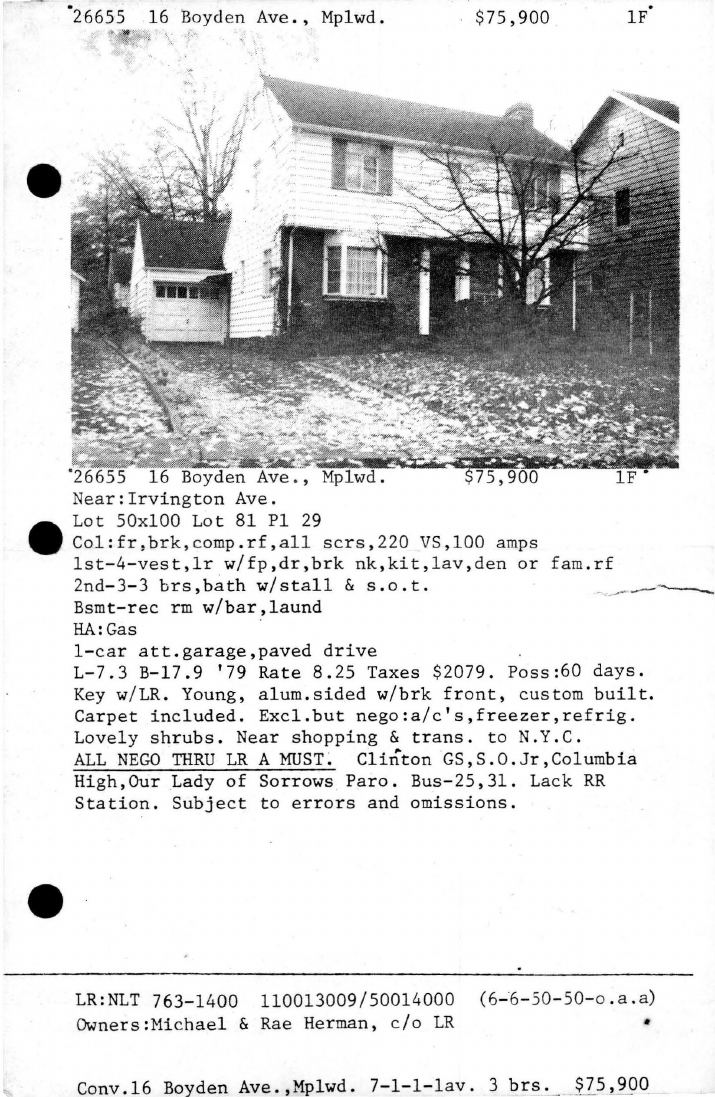 26655 16 Boyden Ave., Mplwd. $75,900 1F
26655 16 Boyden Ave., Mplwd. $75,900 1F
Near:Irvington Ave.
Lot 50x100 Lot 81 Pl 29
Col:fr,brk,comp.rf,all scrs,220 VS,100 amps
1st-4-vest,lr w/fp,dr,brk nk,kit,lav,den or fam.rf
2nd-3-3 brs,bath w/stall & s.o.t.
Bsmt-rec rm w/bar,laund
HA:Gas
1-car att.garage,paved drive
L-7.3 B-17.9 '79 Rate 8.25 Taxes $2079. Poss:60 days.
Key w/LR. Young, alum.sided w/brk front, custom built.
Carpet included. Excl.but nego:a/c's,freezer,refrig.
Lovely shrubs. Near shopping & trans. to N.Y.C.
ALL NEGO THRU LR A MUST. Clinton GS,S.O.Jr,Columbia
High,Our Lady of Sorrows Paro. Bus-25,31. Lack RR
Station. Subject to errors and omissions.
LR:NLT 763-1400 110013009/50014000 (6-6-50-50-o.a.a)
Owners:Michael & Rae Herman, c/o LR
Conv.16 Boyden Ave.,Mplwd. 7-1-1-lav. 3 brs. $75,900